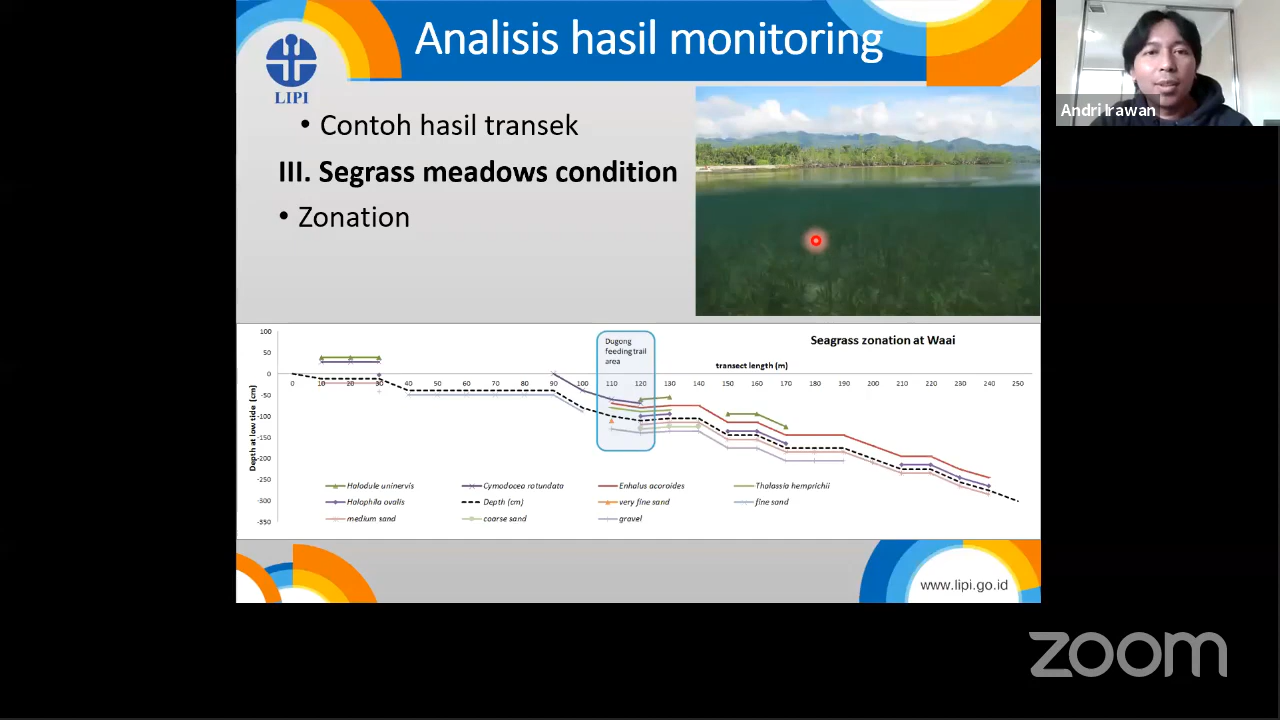 Analisis hasil monitoring
LIPI
• Contoh hasil transek
III. Segrass meadows condition
• Zonation
Andri Irawan
Seagrass zonation at Waai
transect length (m)
Depth at low tide (cm)
100
50
0
-50
-100
-150
-200
-250
-300
-350
0 10 20 30 40 50 60 70 80 90 100 110 120 130 140 150 160 170 180 190 200 210 220 230 240 250
Dugong
feeding trail
area
Halodule uninervis Cymodocea rotundata Enhalus acoroides Thalassia hemprichii
Halophila ovalis Depth (cm) very fine sand fine sand
medium sand coarse sand gravel
www.lipi.go.id
zoom